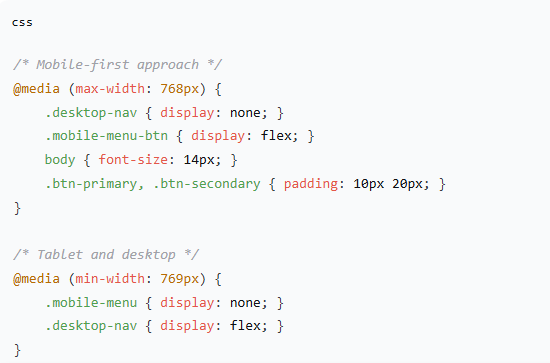 css
/* Mobile-first approach */
@media (max-width: 768px) {
    .desktop-nav { display: none; }
    .mobile-menu-btn { display: flex; }
    body { font-size: 14px; }
    .btn-primary, .btn-secondary { padding: 10px 20px; }
}
/* Tablet and desktop */
@media (min-width: 769px) {
    .mobile-menu { display: none; }
    .desktop-nav { display: flex; }
}